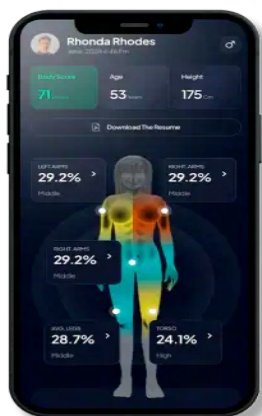 Rhonda Rhodes
Body Score
Age
Height
71
53
175 Cm
Download The Resume
LEFT ARMS
RIGHT ARMS
29.2%
29.2%
Middle
Middle
RIGHT ARMS
29.2%
Middle
AVG. LEGS
TORSO
28.7%
24.1%
Middle
High